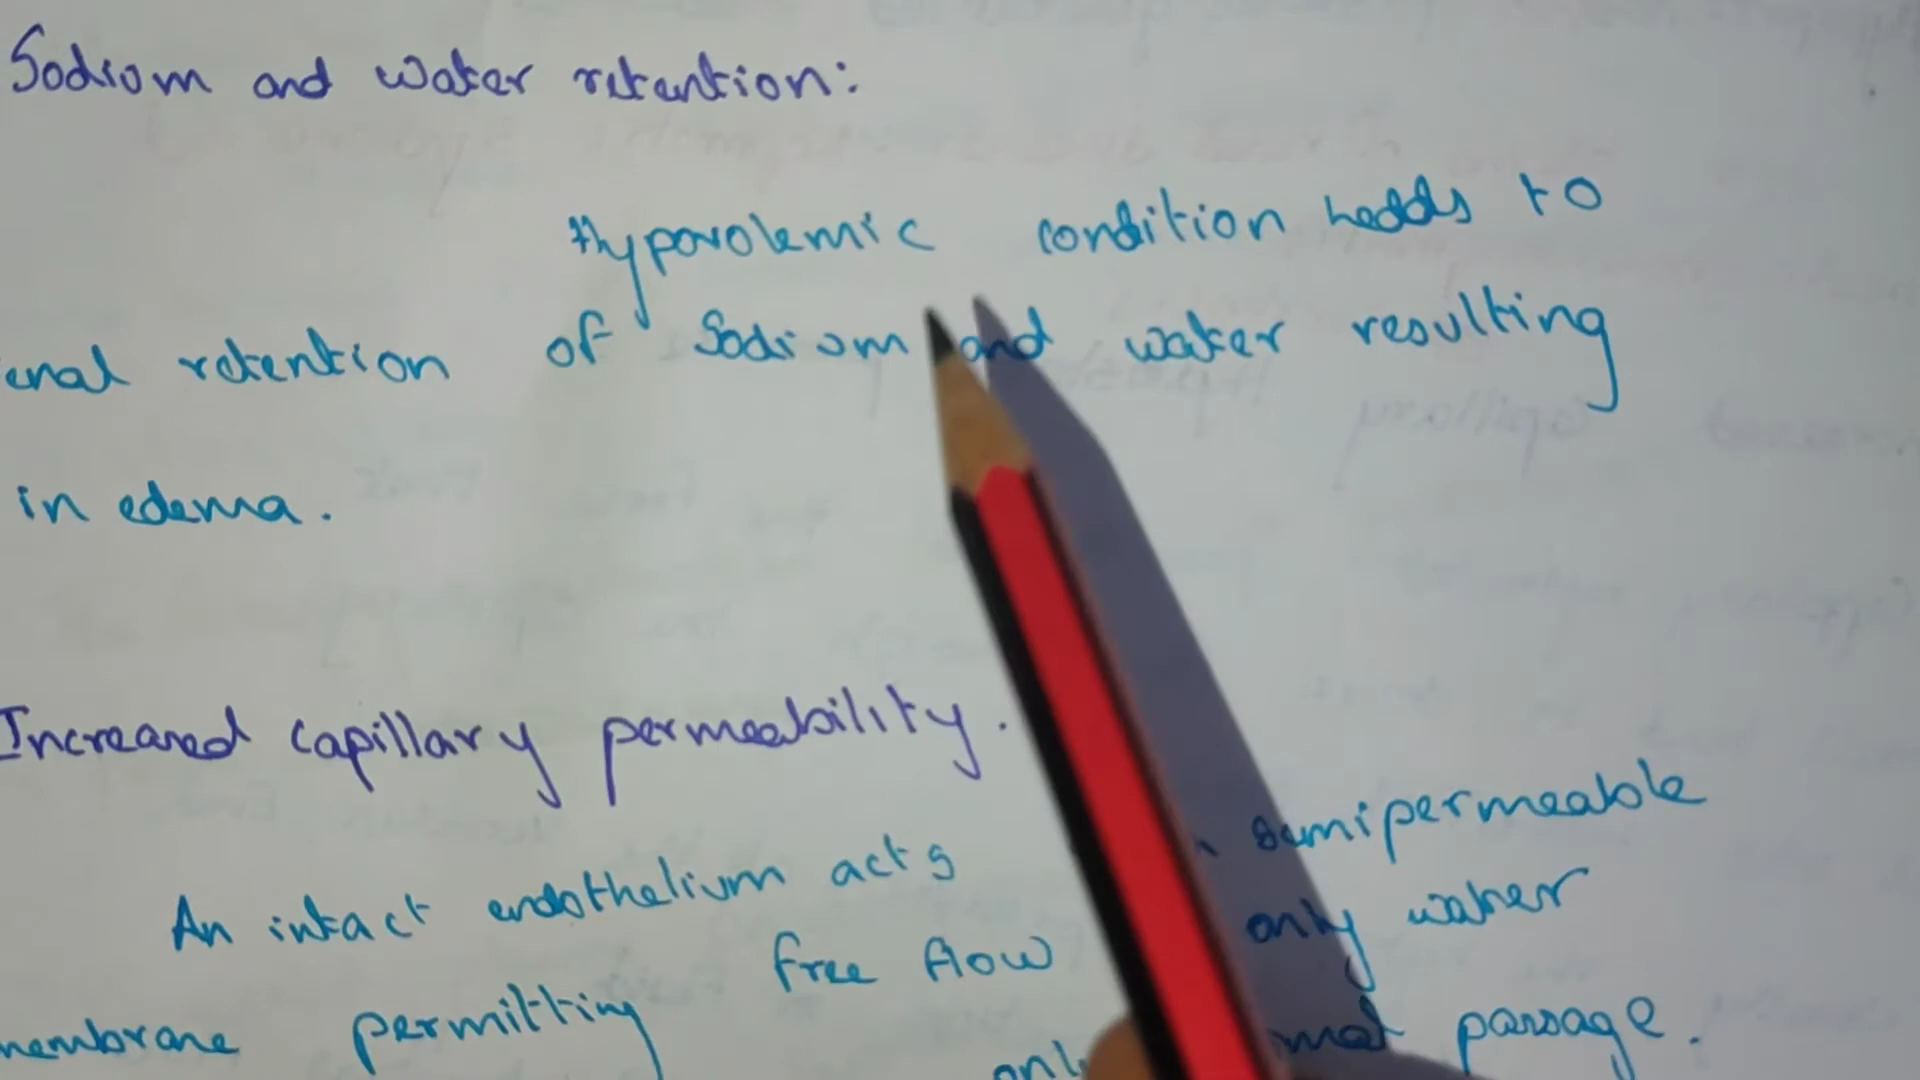 Sodium and water retention:
Hypovolemic condition leads to
enal retention of Sodium and water resulting
in edema.
Increased capillary permeability.
An intact endothelium acts semipermeable
membrane permitting free flow only water
passage.